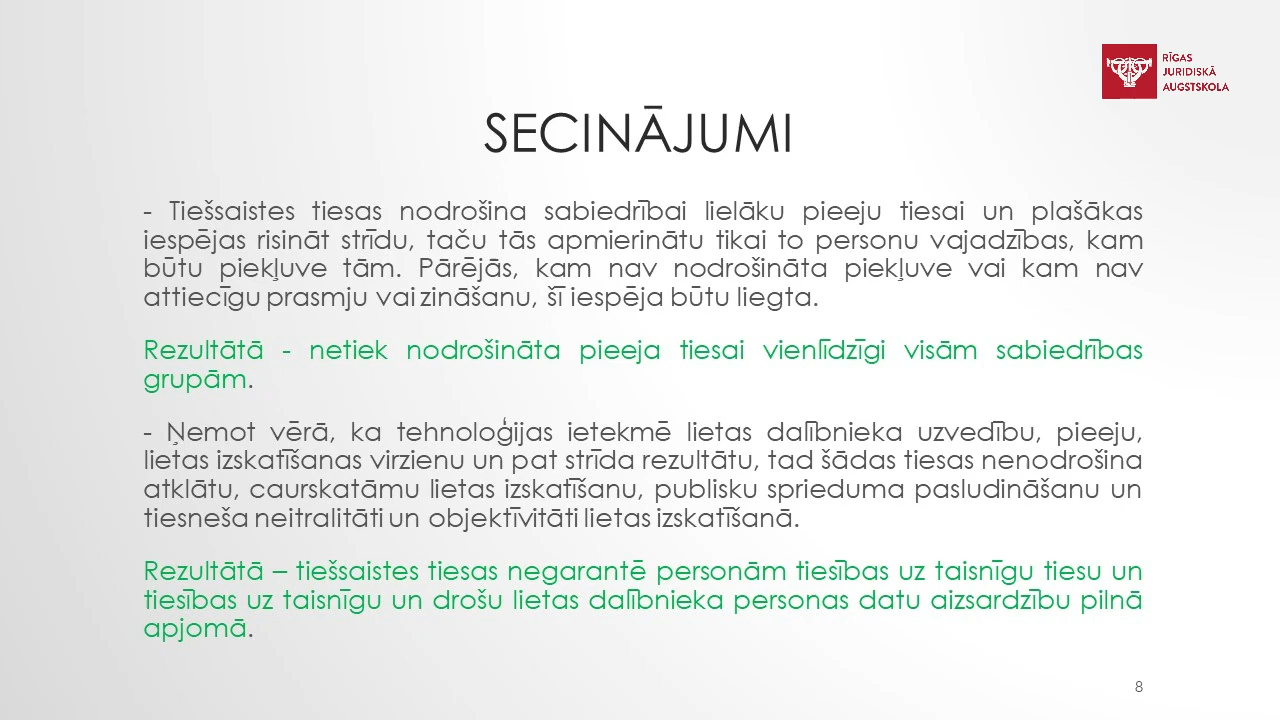 RĪGAS
JURIDISKĀ
AUGSTSKOLA
SECINĀJUMI
- Tiešsaistes tiesas nodrošina sabiedrībai lielāku pieeju tiesai un plašākas
iespējas risināt strīdu, taču tās apmierinātu tikai to personu vajadzības, kam
būtu piekļuve tām. Pārējās, kam nav nodrošināta piekļuve vai kam nav
attiecīgu prasmju vai zināšanu, šī iespēja būtu liegta.
Rezultātā - netiek nodrošināta pieeja tiesai vienlīdzīgi visām sabiedrības
grupām.
- Ņemot vērā, ka tehnoloģijas ietekmē lietas dalībnieka uzvedību, pieeju,
lietas izskatīšanas virzienu un pat strīda rezultātu, tad šādas tiesas nenodrošina
atklātu, caurskatāmu lietas izskatīšanu, publisku sprieduma pasludināšanu un
tiesneša neitralitāti un objektīvitāti lietas izskatīšanā.
Rezultātā – tiešsaistes tiesas negarantē personām tiesības uz taisnīgu tiesu un
tiesības uz taisnīgu un drošu lietas dalībnieka personas datu aizsardzību pilnā
apjomā.
8